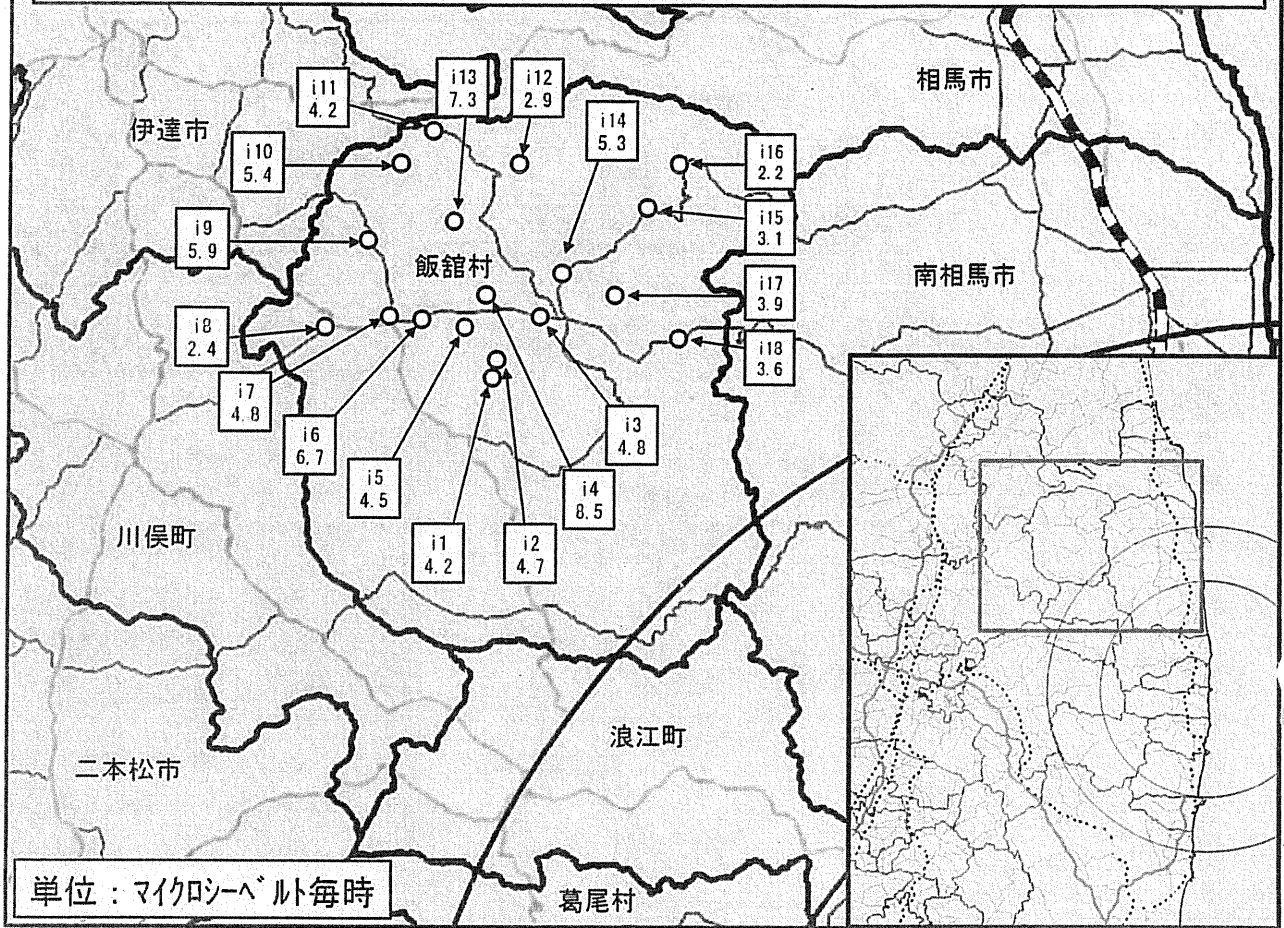 相馬市
i13
7.3
i12
2.9
i11
4.2
伊達市
i14
5.3
i10
5.4
i16
2.2
i15
3.1
i9
5.9
飯舘村
南相馬市
i17
3.9
i8
2.4
i18
3.6
i7
4.8
i6
6.7
i3
4.8
i5
4.5
i4
8.5
川俣町
i1
4.2
i2
4.7
浪江町
二本松市
単位：マイクロシーベルト毎時
葛尾村